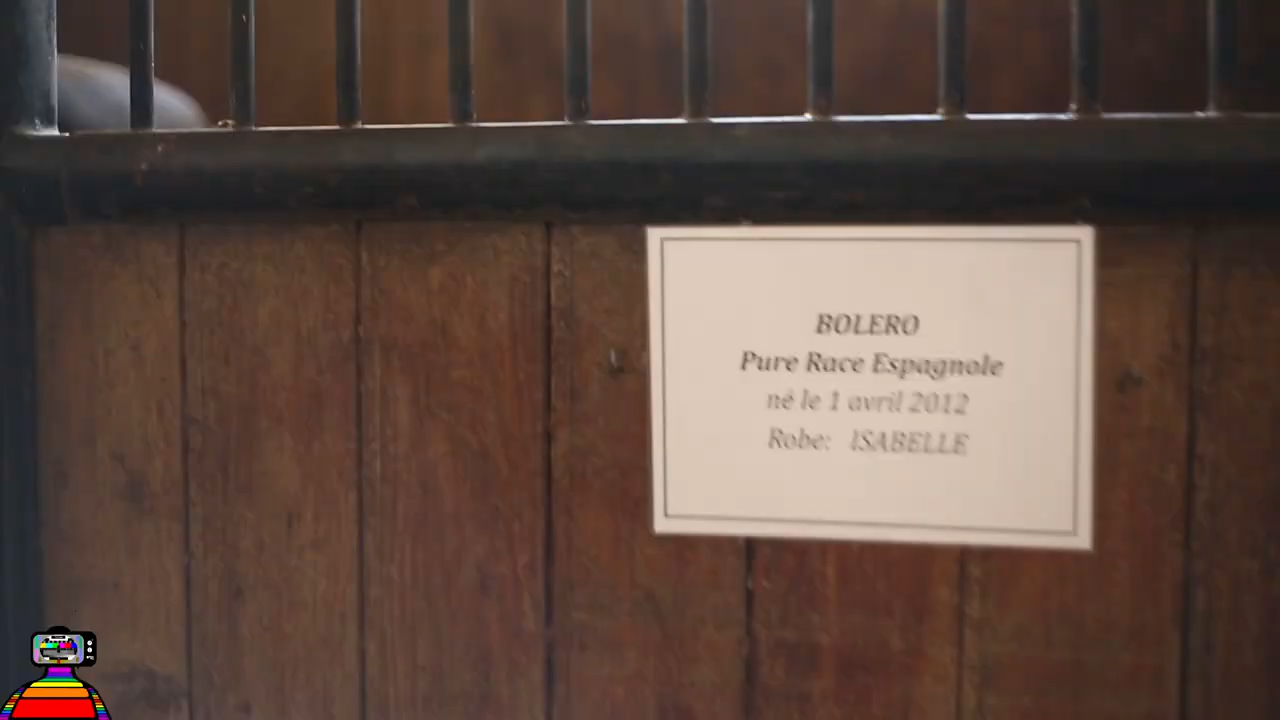 BOLERO
Pure Race Espagnole
né le 1 avril 2012
Robe: ISABELLE